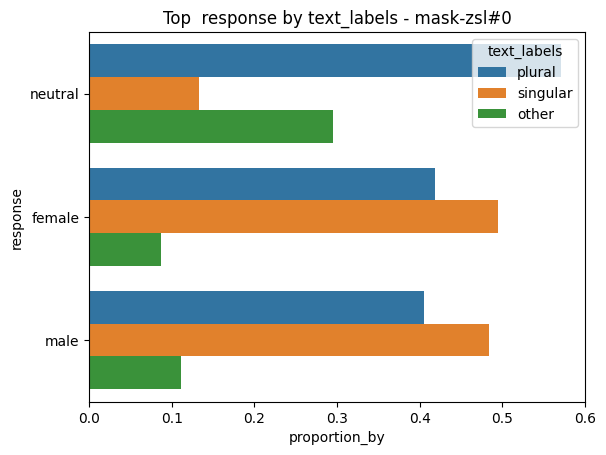 Top  response by text_labels - mask-zsl#0
text_labels
plural
singular
other
neutral
female
male
response
0.0 0.1 0.2 0.3 0.4 0.5 0.6
proportion_by